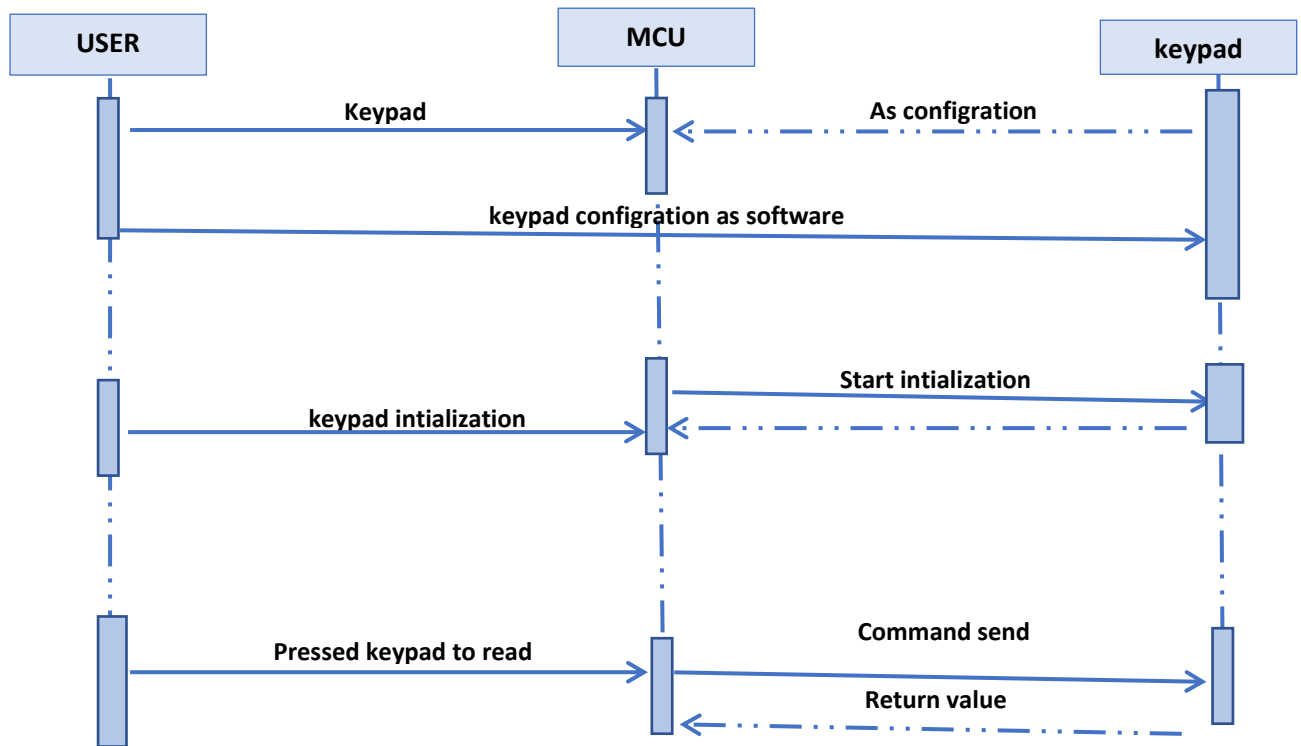 USER
MCU
keypad
Keypad
As configration
keypad configration as software
Start intialization
keypad intialization
Command send
Pressed keypad to read
Return value